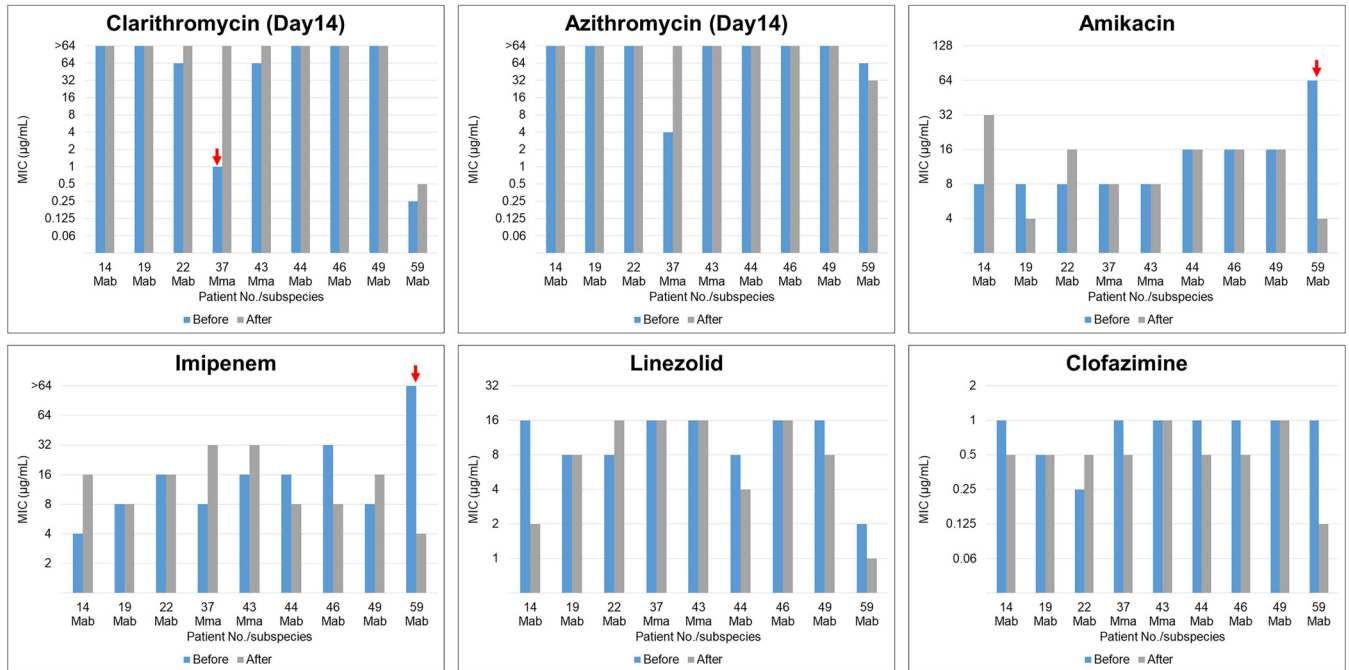 Clarithromycin (Day14)
MIC (µg/mL)
>64
64
32
16
8
4
2
1
0.5
0.25
0.125
0.06
14 19 22 37 43 44 46 49 59
Mab Mab Mab Mma Mma Mab Mab Mab Mab
Patient No./subspecies
Before After
Azithromycin (Day14)
MIC (µg/mL)
>64
64
32
16
8
4
2
1
0.5
0.25
0.125
0.06
14 19 22 37 43 44 46 49 59
Mab Mab Mab Mma Mma Mab Mab Mab Mab
Patient No./subspecies
Before After
Amikacin
MIC (µg/mL)
128
64
32
16
8
4
14 19 22 37 43 44 46 49 59
Mab Mab Mab Mma Mma Mab Mab Mab Mab
Patient No./subspecies
Before After
Imipenem
MIC (µg/mL)
>64
64
32
16
8
4
2
14 19 22 37 43 44 46 49 59
Mab Mab Mab Mma Mma Mab Mab Mab Mab
Patient No./subspecies
Before After
Linezolid
MIC (µg/mL)
32
16
8
4
2
1
14 19 22 37 43 44 46 49 59
Mab Mab Mab Mma Mma Mab Mab Mab Mab
Patient No./subspecies
Before After
Clofazimine
MIC (µg/mL)
2
1
0.5
0.25
0.125
0.06
14 19 22 37 43 44 46 49 59
Mab Mab Mab Mma Mma Mab Mab Mab Mab
Patient No./subspecies
Before After